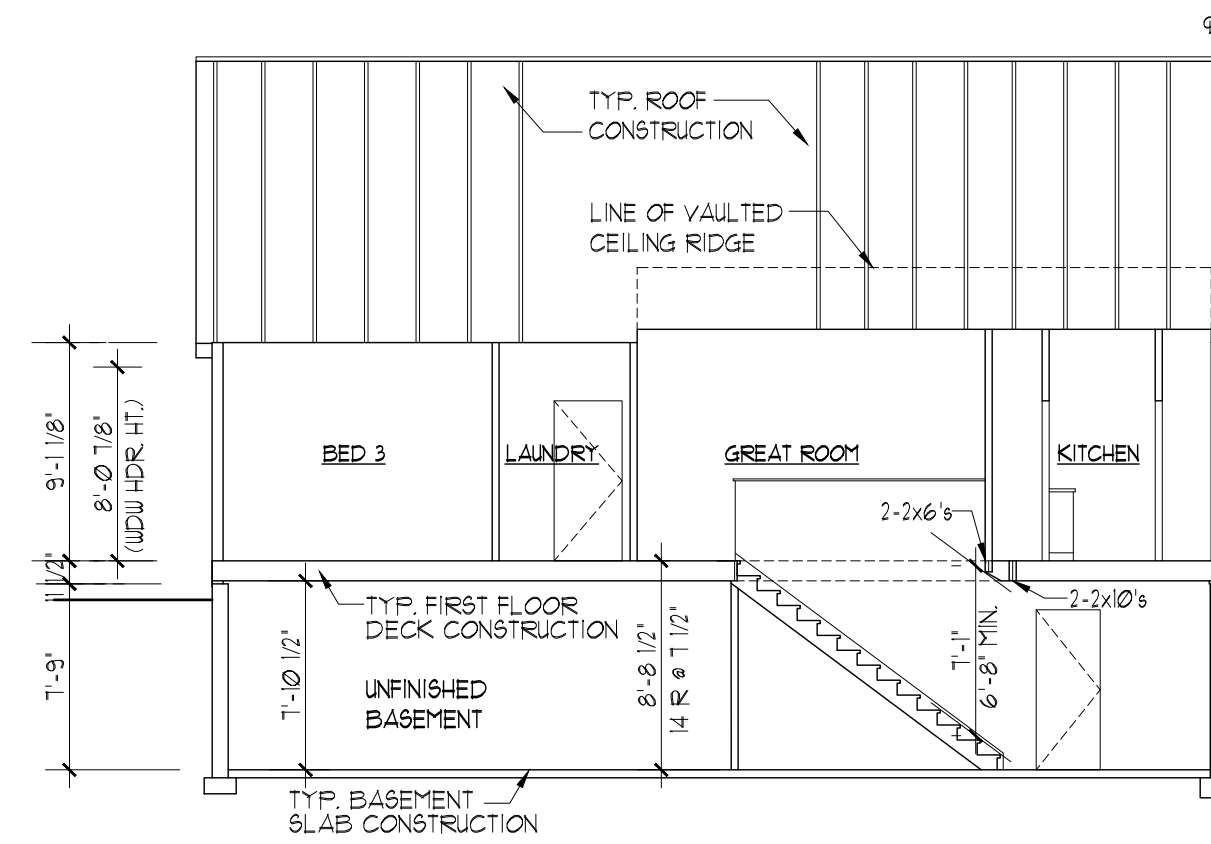 TYP. ROOF
CONSTRUCTION
LINE OF VAULTED
CEILING RIDGE
9'-1 1/8"
8'-0 7/8"
(WDW HDR. HT.)
BED 3
LAUNDRY
GREAT ROOM
KITCHEN
2-2x6's
11 1/2"
TYP. FIRST FLOOR
DECK CONSTRUCTION
2-2x10's
7'-9"
7'-10 1/2"
UNFINISHED
BASEMENT
8'-8 1/2"
14 R @ 7 1/2"
7'-1"
6'-8" MIN.
TYP. BASEMENT
SLAB CONSTRUCTION